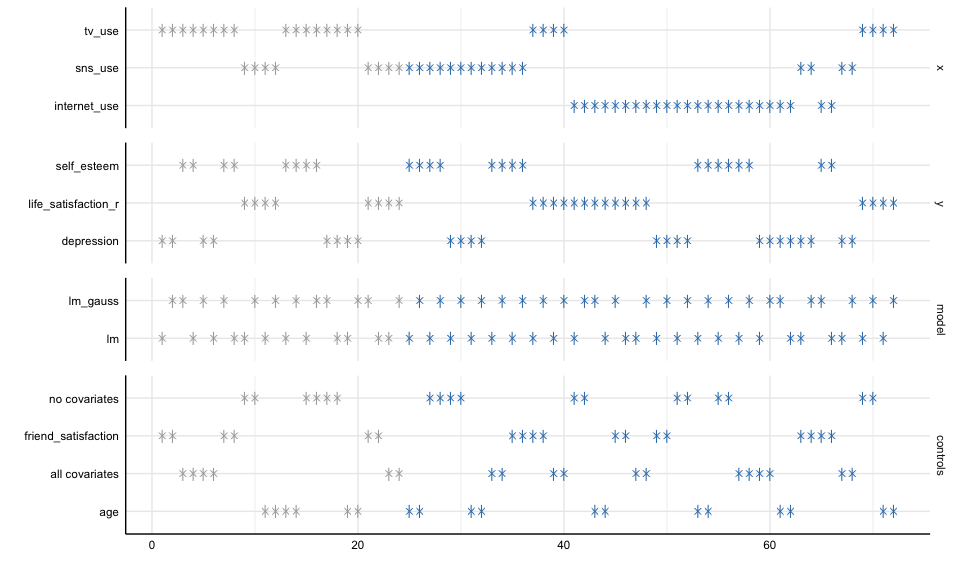 tv_use
sns_use
internet_use
x
self_esteem
life_satisfaction_r
depression
y
lm_gauss
lm
model
no covariates
friend_satisfaction
all covariates
age
controls
0 20 40 60